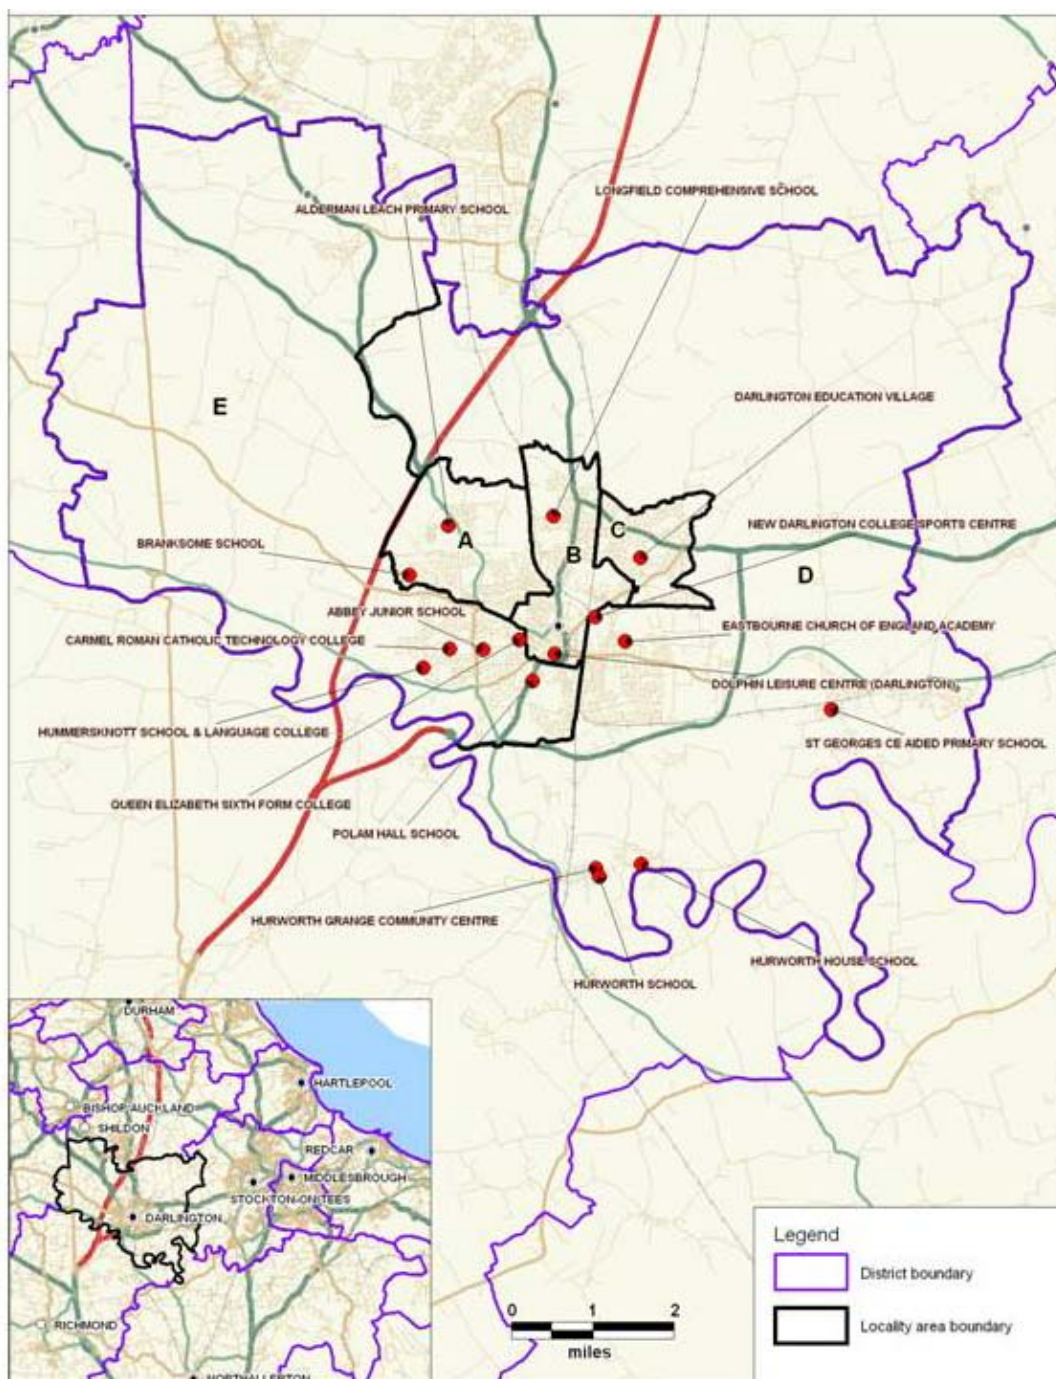 LONGFIELD COMPREHENSIVE SCHOOL
ALDERMAN LEACH PRIMARY SCHOOL
E
DARLINGTON EDUCATION VILLAGE
C
NEW DARLINGTON COLLEGE SPORTS CENTRE
BRANKSOME SCHOOL
A
B
D
ABBEY JUNIOR SCHOOL
EASTBOURNE CHURCH OF ENGLAND ACADEMY
CARMEL ROMAN CATHOLIC TECHNOLOGY COLLEGE
DOLPHIN LEISURE CENTRE (DARLINGTON)
HUMMERSKNOTT SCHOOL & LANGUAGE COLLEGE
ST GEORGES CE AIDED PRIMARY SCHOOL
QUEEN ELIZABETH SIXTH FORM COLLEGE
POLAM HALL SCHOOL
HURWORTH GRANGE COMMUNITY CENTRE
HURWORTH HOUSE SCHOOL
HURWORTH SCHOOL
DURHAM
HARTLEPOOL
BISHOP AUCKLAND
SHILDON
REDCAR
MIDDLESBROUGH
STOCKTON-ON-TEES
DARLINGTON
RICHMOND
NORTHALLERTON
0 1 2
miles
Legend
District boundary
Locality area boundary